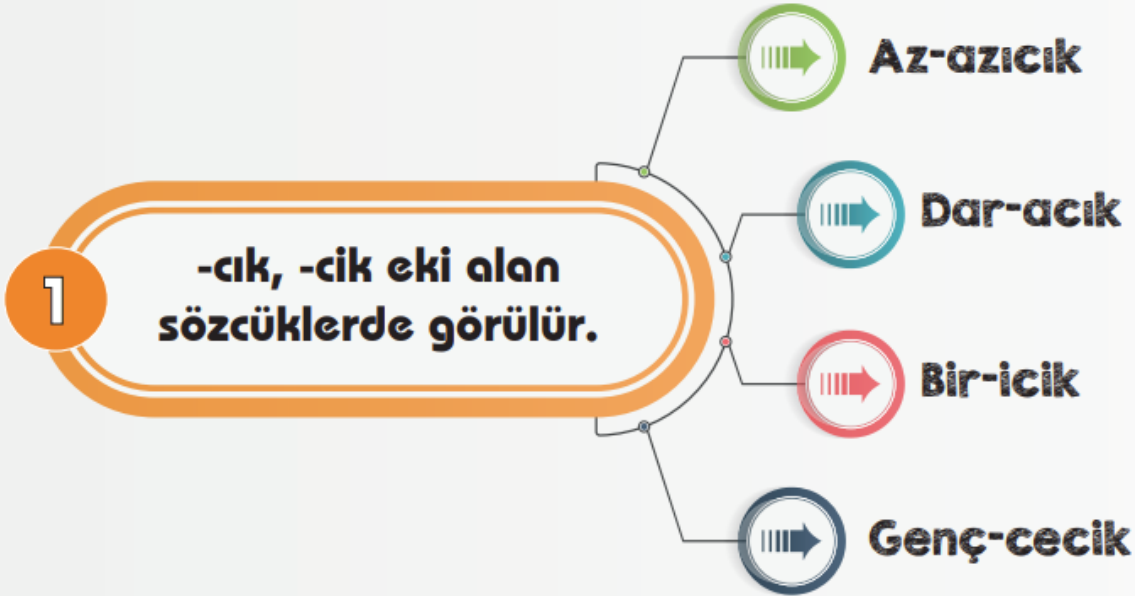 1
-cık, -cik eki alan
sözcüklerde görülür.
Az-azıcık
Dar-acık
Bir-icik
Genç-cecik